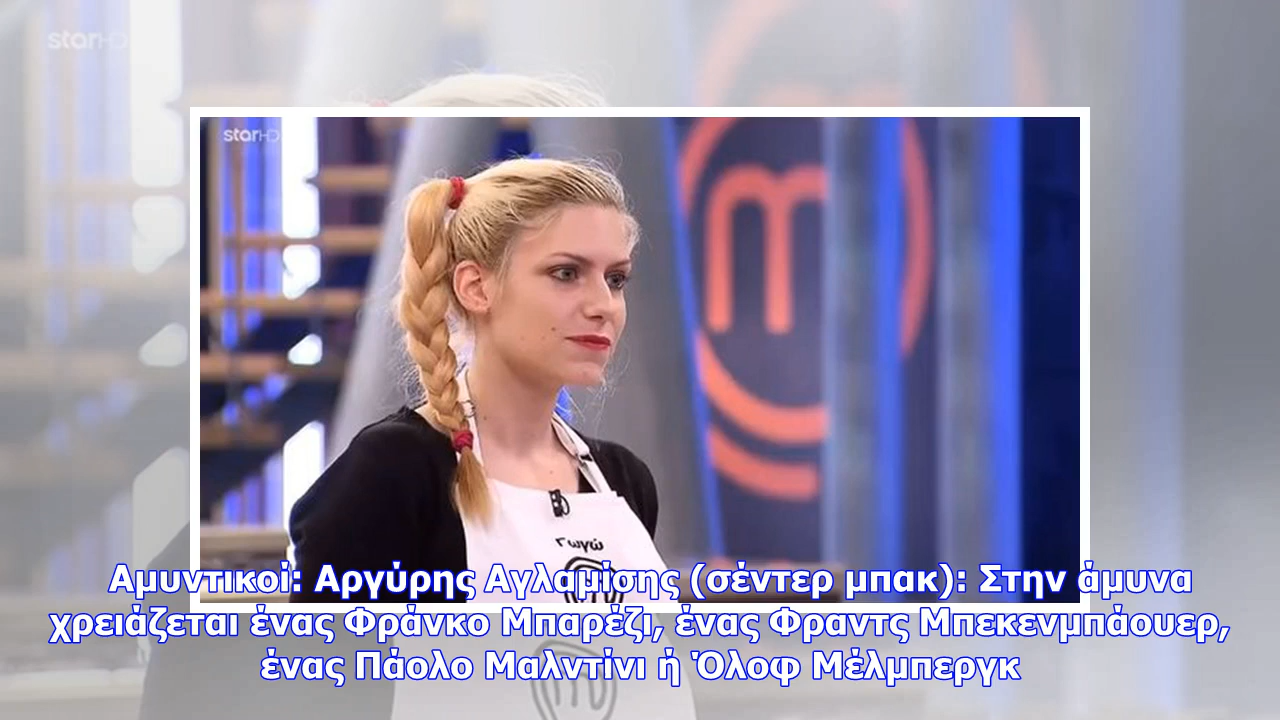 starHD
starHD
Γωγώ
Αμυντικοί: Αργύρης Αγλαμίσης (σέντερ μπακ): Στην άμυνα
χρειάζεται ένας Φράνκο Μπαρέζι, ένας Φραντς Μπεκενμπάουερ,
ένας Πάολο Μαλντίνι ή Όλοφ Μέλμπεργκ